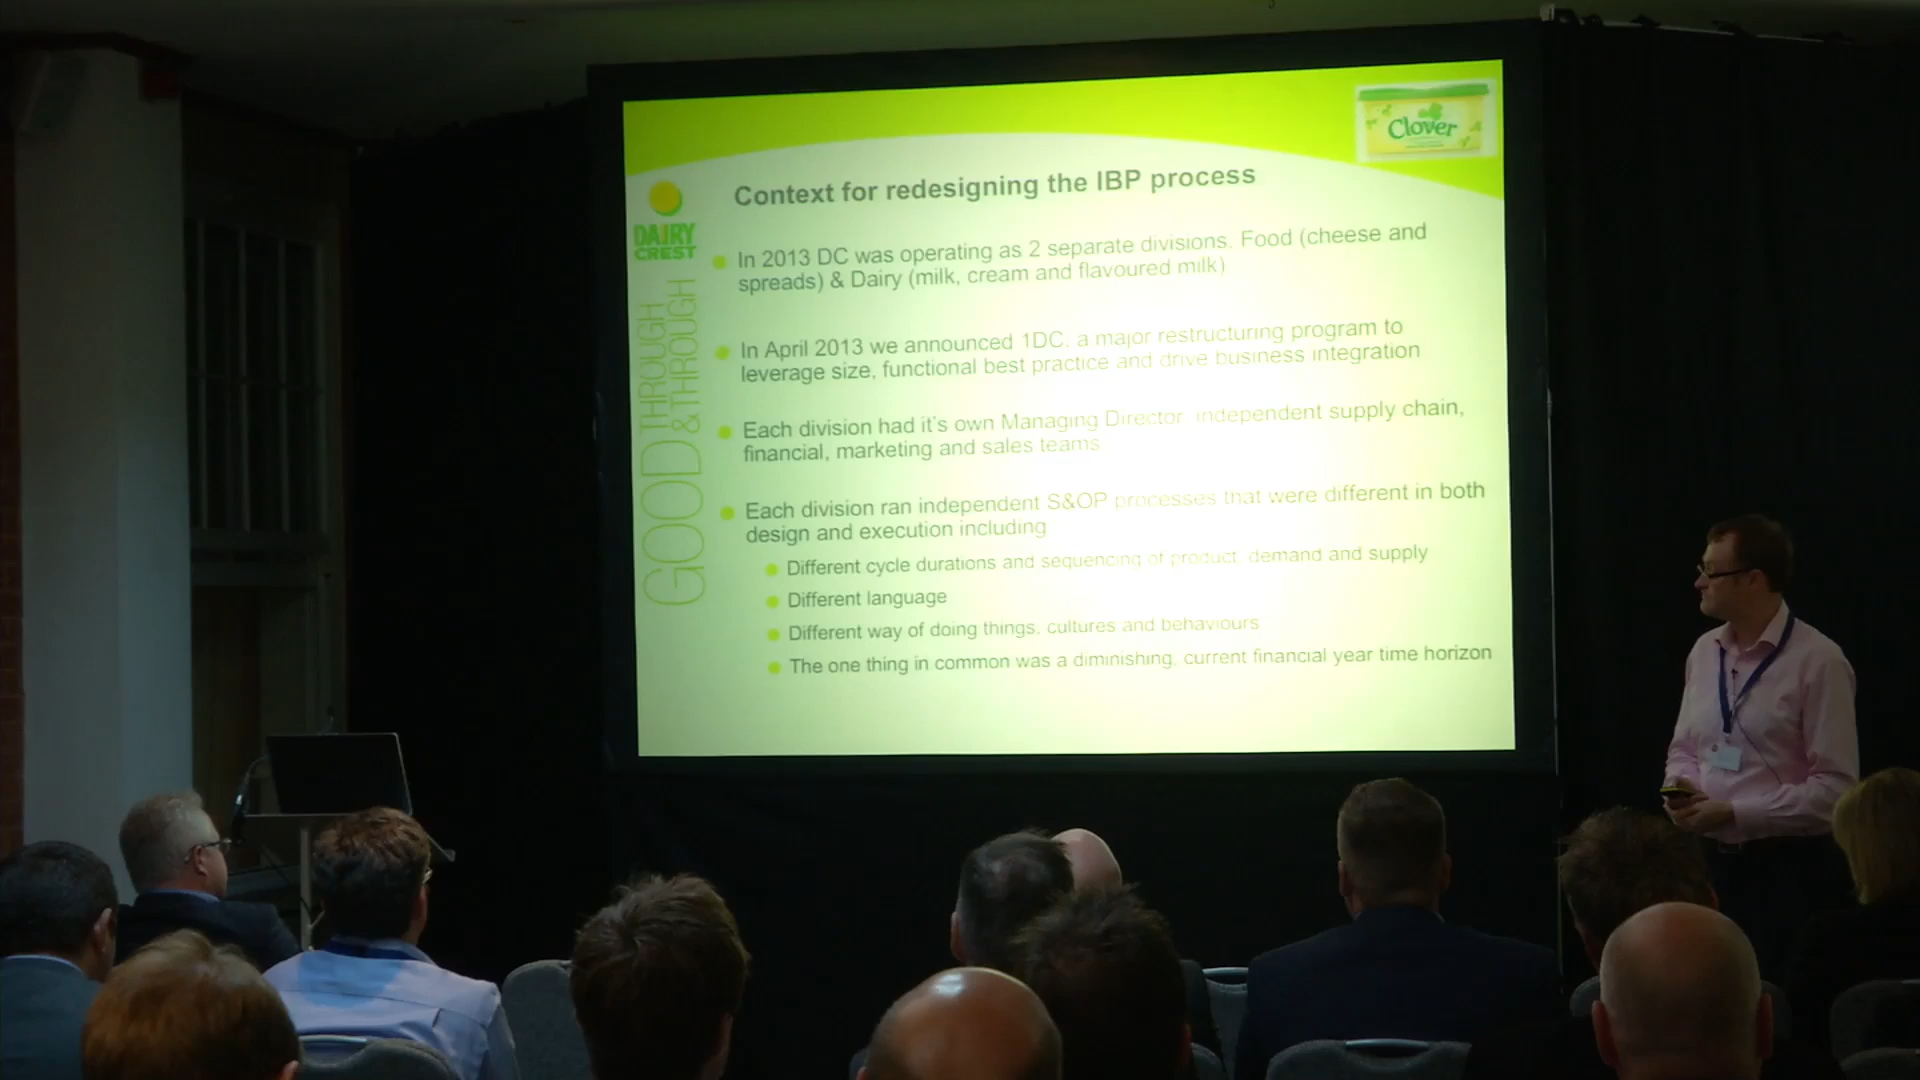 Clover
Context for redesigning the IBP process
DAIRY
CREST
GOOD THROUGH
& THROUGH
In 2013 DC was operating as 2 separate divisions. Food (cheese and
spreads) & Dairy (milk, cream and flavoured milk)
In April 2013 we announced 1DC, a major restructuring program to
leverage size, functional best practice and drive business integration
Each division had it's own Managing Director independent supply chain,
financial, marketing and sales teams
Each division ran independent S&OP processes that were different in both
design and execution including
Different cycle durations and sequencing of product, demand and supply
Different language
Different way of doing things, cultures and behaviours
The one thing in common was a diminishing, current financial year time horizon